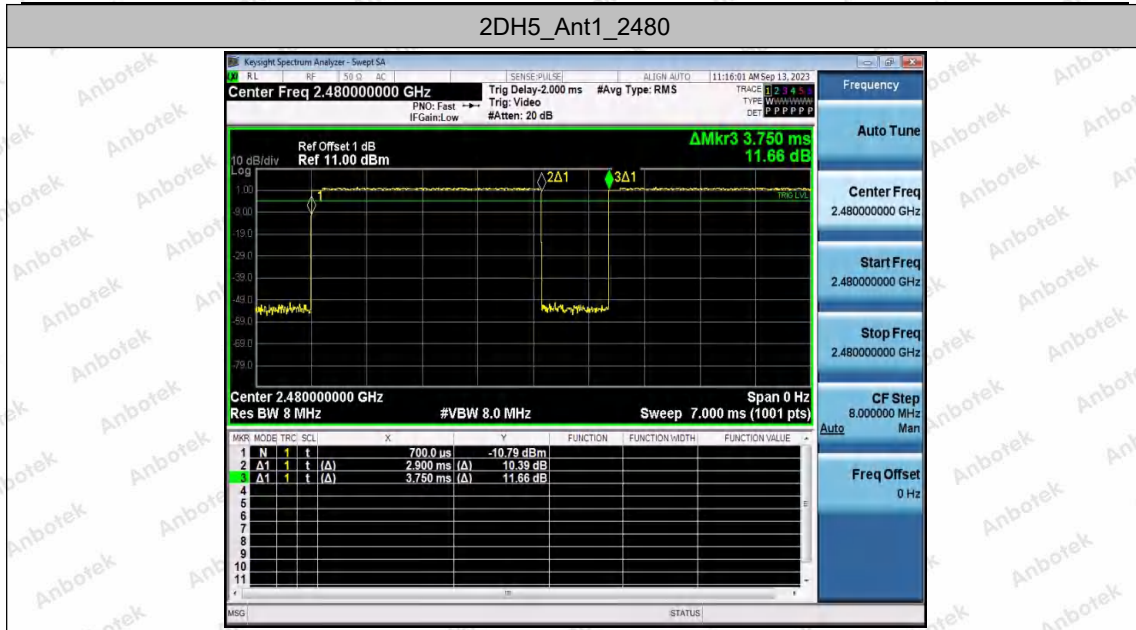 2DH5_Ant1_2480
Keysight Spectrum Analyzer - Swept SA
RL RF 50 Ω AC SENSE:PULSE ALIGN AUTO 11:16:01 AM Sep 13, 2023
Center Freq 2.480000000 GHz Trig Delay-2.000 ms #Avg Type: RMS TRACE 1 2 3 4 5 6
PNO: Fast Trig: Video TYPE W
IFGain:Low #Atten: 20 dB DET P P P P P P
Frequency
Auto Tune
Center Freq
2.480000000 GHz
Start Freq
2.480000000 GHz
Stop Freq
2.480000000 GHz
CF Step
8.000000 MHz
Auto Man
Freq Offset
0 Hz
ΔMkr3 3.750 ms
11.66 dB
Ref Offset 1 dB
10 dB/div Ref 11.00 dBm
Log
1.00
-9.00
-19.0
-29.0
-39.0
-49.0
-59.0
-69.0
-79.0
1
2Δ1
3Δ1
TRIG LVL
Center 2.480000000 GHz Span 0 Hz
Res BW 8 MHz #VBW 8.0 MHz Sweep 7.000 ms (1001 pts)
MKR MODE TRC SCL X Y FUNCTION FUNCTION WIDTH FUNCTION VALUE
1 N 1 t 700.0 µs -10.79 dBm
2 Δ1 1 t (Δ) 2.900 ms (Δ) 10.39 dB
3 Δ1 1 t (Δ) 3.750 ms (Δ) 11.66 dB
4
5
6
7
8
9
10
11
MSG STATUS
Anbotek